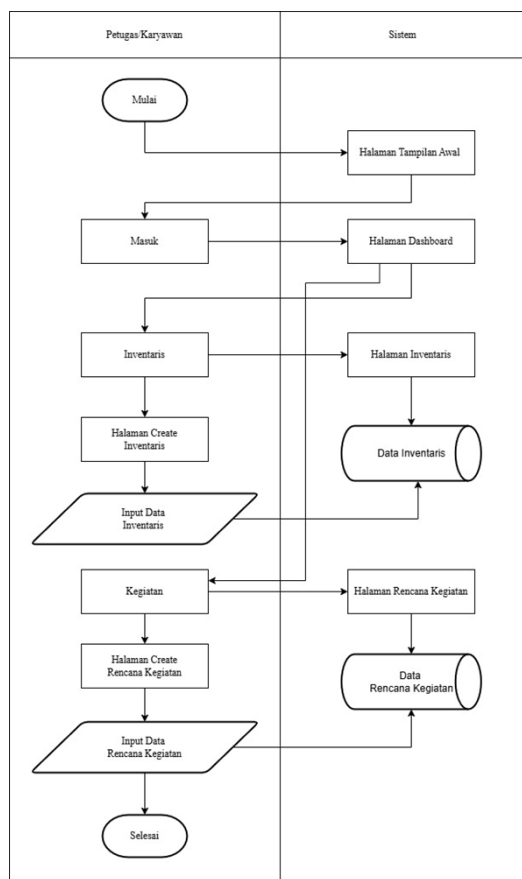 Petugas/Karyawan
Sistem
Mulai
Halaman Tampilan Awal
Masuk
Halaman Dashboard
Inventaris
Halaman Inventaris
Halaman Create
Inventaris
Data Inventaris
Input Data
Inventaris
Kegiatan
Halaman Rencana Kegiatan
Halaman Create
Rencana Kegiatan
Data
Rencana Kegiatan
Input Data
Rencana Kegiatan
Selesai